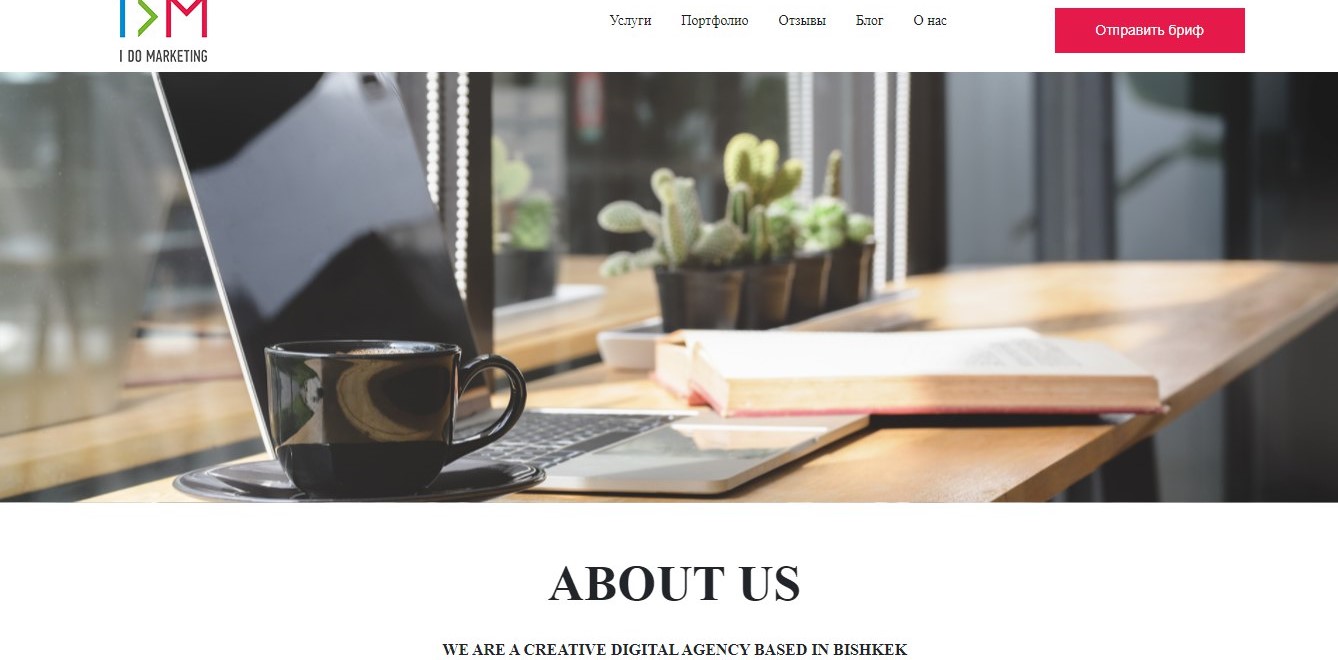 I DO MARKETING
Услуги Портфолио Отзывы Блог О нас
Отправить бриф
ABOUT US
WE ARE A CREATIVE DIGITAL AGENCY BASED IN BISHKEK